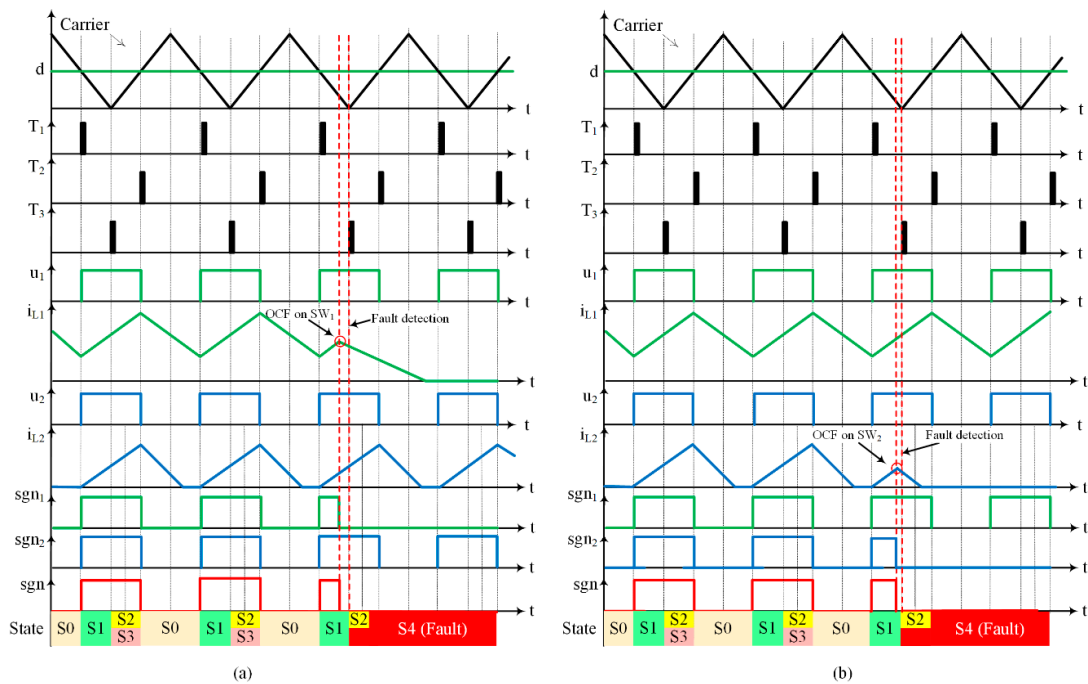 Carrier
d
t
T1
t
T2
t
T3
t
u1
t
iL1
OCF on SW1
Fault detection
t
u2
t
iL2
t
sgn1
t
sgn2
t
sgn
t
State S0 S1 S2 S3 S0 S1 S2 S3 S0 S1 S2 S4 (Fault)
(a)
Carrier
d
t
T1
t
T2
t
T3
t
u1
t
iL1
t
u2
t
iL2
OCF on SW2
Fault detection
t
sgn1
t
sgn2
t
sgn
t
State S0 S1 S2 S3 S0 S1 S2 S3 S0 S1 S2 S4 (Fault)
(b)